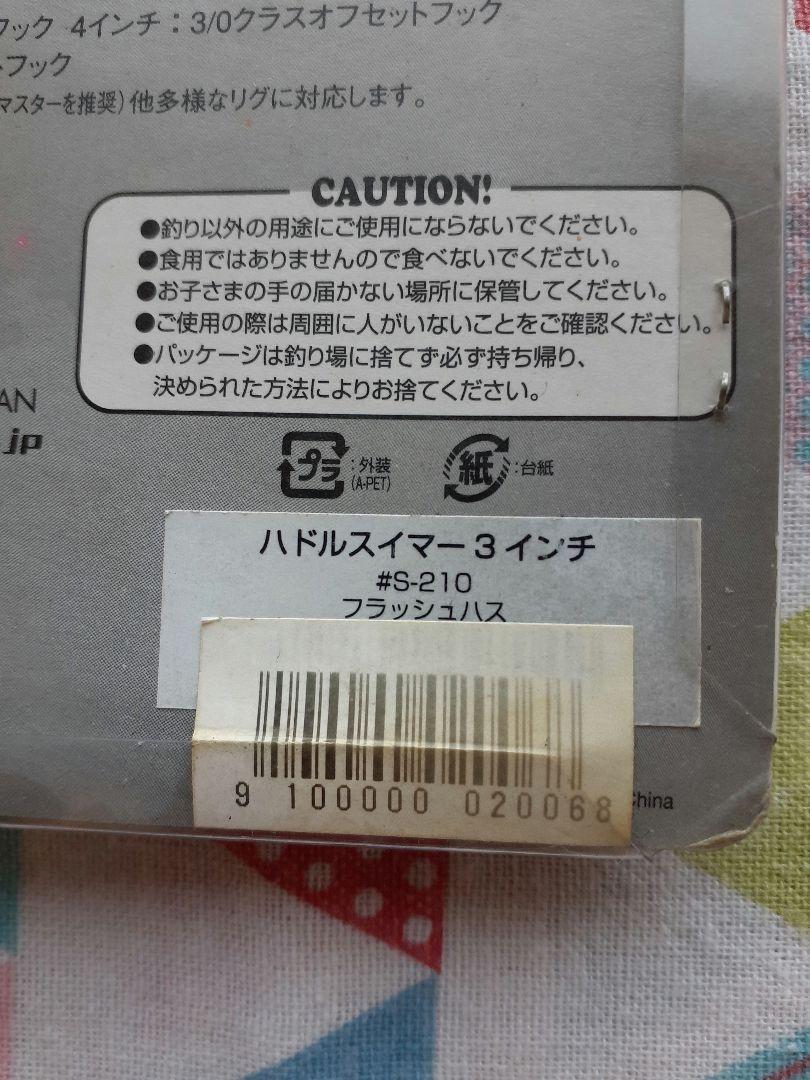 フック 4インチ：3/0クラスオフセットフック
フック
マスターを推奨)他多様なリグに対応します。
CAUTION!
●釣り以外の用途にご使用にならないでください。
●食用ではありませんので食べないでください。
●お子さまの手の届かない場所に保管してください。
●ご使用の際は周囲に人がいないことをご確認ください。
●パッケージは釣り場に捨てず必ず持ち帰り、
決められた方法によりお捨てください。
AN
.jp
プラ :外装
(A-PET)
紙 :台紙
ハドルスイマー3インチ
#S-210
フラッシュハス
9 100000 020068
China